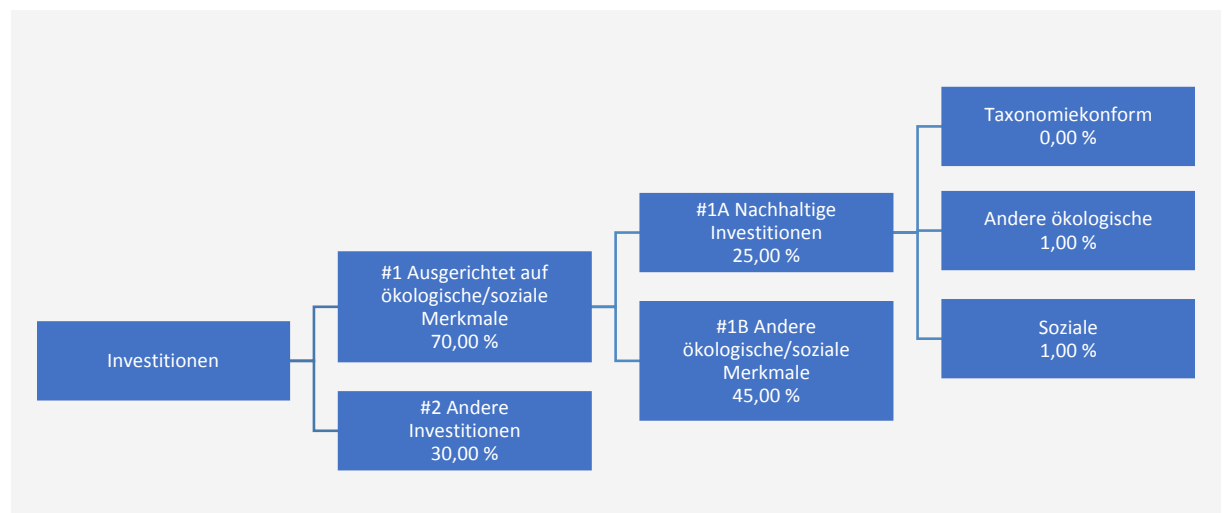 Investitionen
#1 Ausgerichtet auf
ökologische/soziale
Merkmale
70,00 %
#2 Andere
Investitionen
30,00 %
#1A Nachhaltige
Investitionen
25,00 %
#1B Andere
ökologische/soziale
Merkmale
45,00 %
Taxonomiekonform
0,00 %
Andere ökologische
1,00 %
Soziale
1,00 %